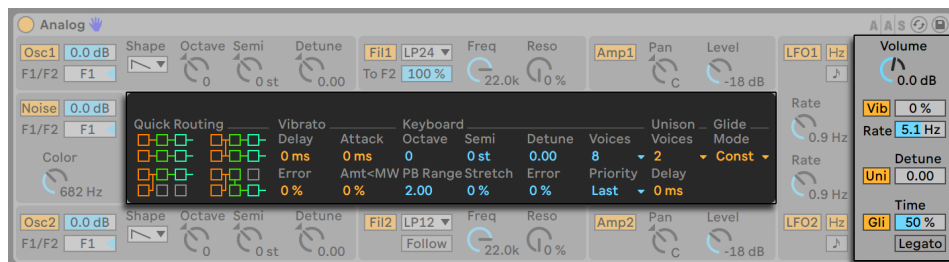 Analog AAS
Osc1 0.0 dB Shape Octave Semi Detune Fil1 LP24 Freq Reso Amp1 Pan Level LFO1 Hz Volume
F1/F2 F1 0 0 st 0.00 To F2 100 % 22.0k 0 % C -18 dB 0.0 dB
Noise 0.0 dB Rate Vib 0 %
F1/F2 F1 Quick Routing Vibrato Keyboard Unison Glide 0.9 Hz Rate 5.1 Hz
Delay Attack Octave Semi Detune Voices Voices Mode
Color 0 ms 0 ms 0 0 st 0.00 8 2 Const Rate Detune
682 Hz Error Amt<MW PB Range Stretch Error Priority Delay 0.9 Hz Uni 0.00
0 % 0 % 2.00 0 % 0 % Last 0 ms
Osc2 0.0 dB Shape Octave Semi Detune Fil2 LP12 Freq Reso Amp2 Pan Level LFO2 Hz Time
Gli 50 %
F1/F2 F1 0 0 st 0.00 Follow 22.0k 0 % C -18 dB Legato